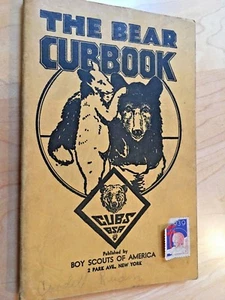 THE BEAR
CUBBOOK
CUBS
BSA
Published by
BOY SCOUTS OF AMERICA
2 PARK AVE., NEW YORK